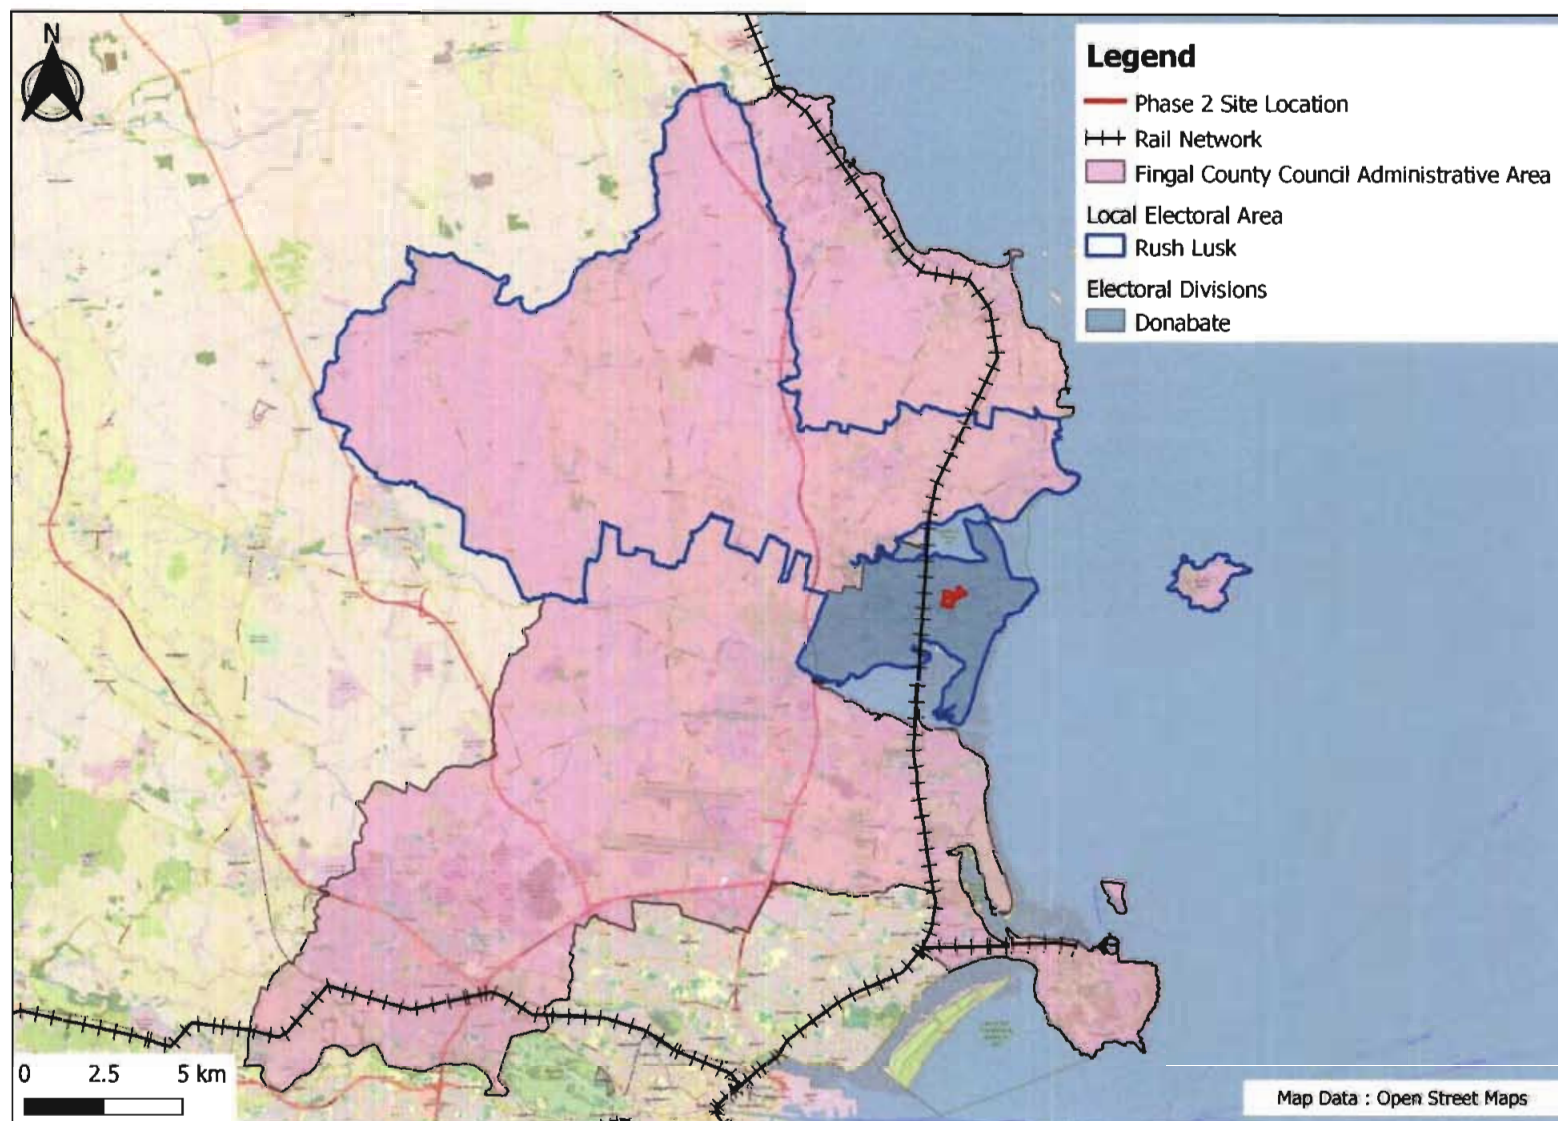 N
Legend
Phase 2 Site Location
Rail Network
Fingal County Council Administrative Area
Local Electoral Area
Rush Lusk
Electoral Divisions
Donabate
0 2.5 5 km
Map Data : Open Street Maps